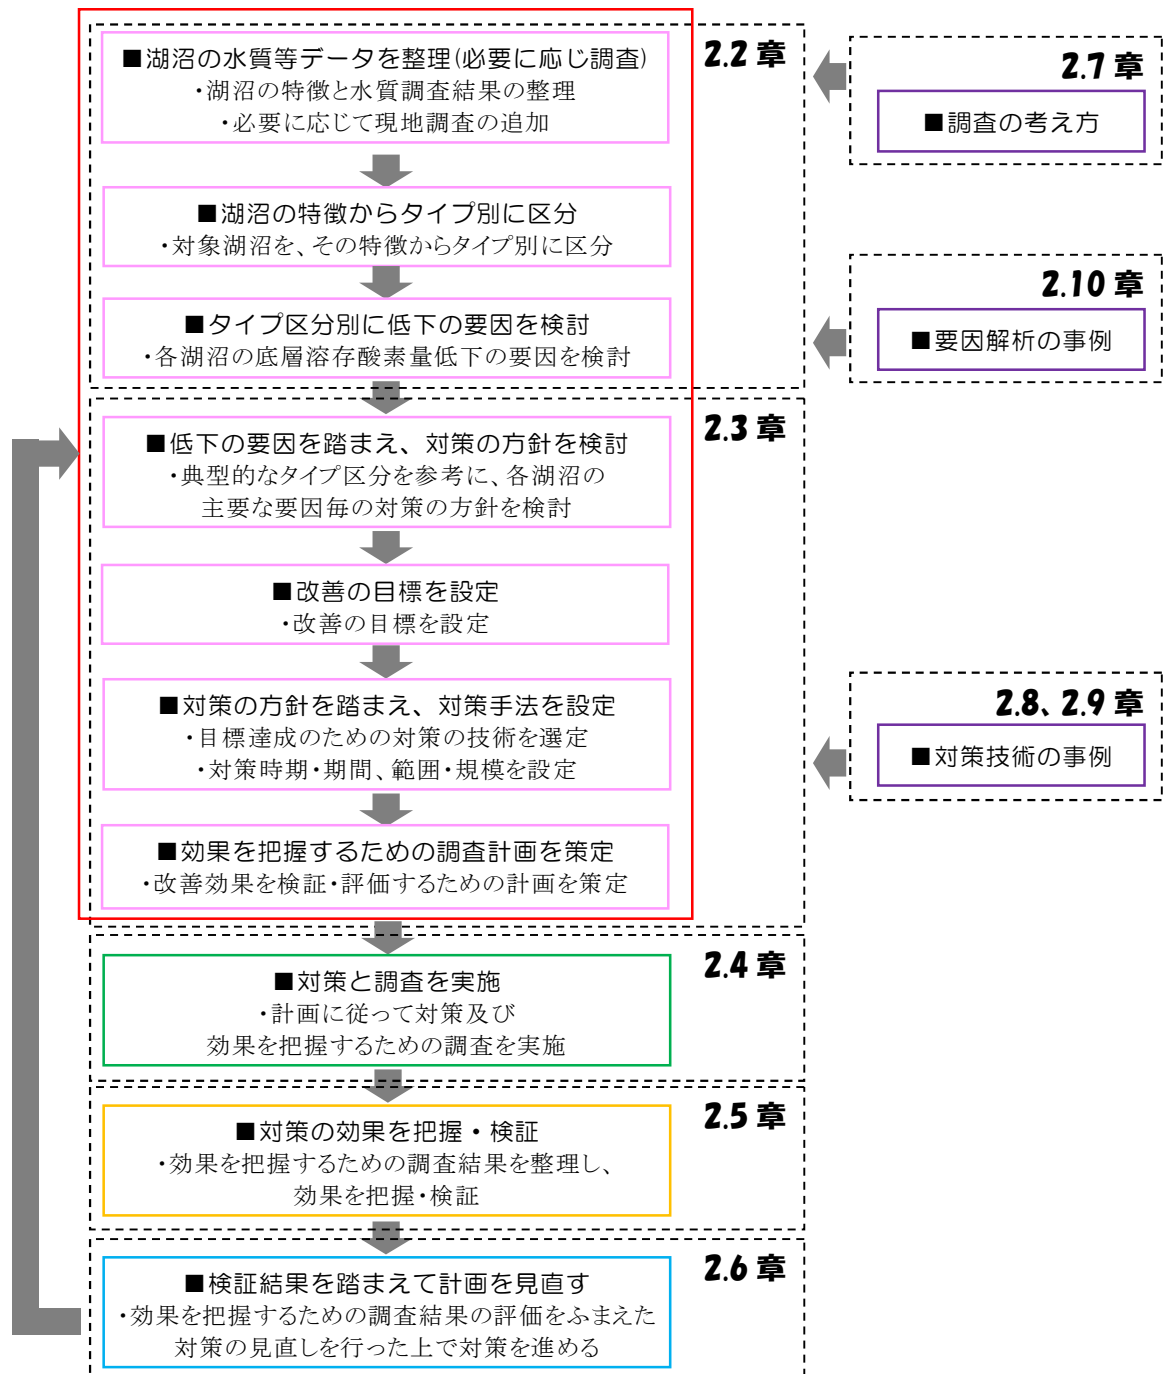 2.2 章
■湖沼の水質等データを整理(必要に応じ調査)
・湖沼の特徴と水質調査結果の整理
・必要に応じて現地調査の追加
■湖沼の特徴からタイプ別に区分
・対象湖沼を、その特徴からタイプ別に区分
■タイプ区分別に低下の要因を検討
・各湖沼の底層溶存酸素量低下の要因を検討
2.7 章
■調査の考え方
2.10 章
■要因解析の事例
2.3 章
■低下の要因を踏まえ、対策の方針を検討
・典型的なタイプ区分を参考に、各湖沼の
主要な要因毎の対策の方針を検討
■改善の目標を設定
・改善の目標を設定
■対策の方針を踏まえ、対策手法を設定
・目標達成のための対策の技術を選定
・対策時期・期間、範囲・規模を設定
■効果を把握するための調査計画を策定
・改善効果を検証・評価するための計画を策定
2.8、2.9 章
■対策技術の事例
2.4 章
■対策と調査を実施
・計画に従って対策及び
効果を把握するための調査を実施
2.5 章
■対策の効果を把握・検証
・効果を把握するための調査結果を整理し、
効果を把握・検証
2.6 章
■検証結果を踏まえて計画を見直す
・効果を把握するための調査結果の評価をふまえた
対策の見直しを行った上で対策を進める